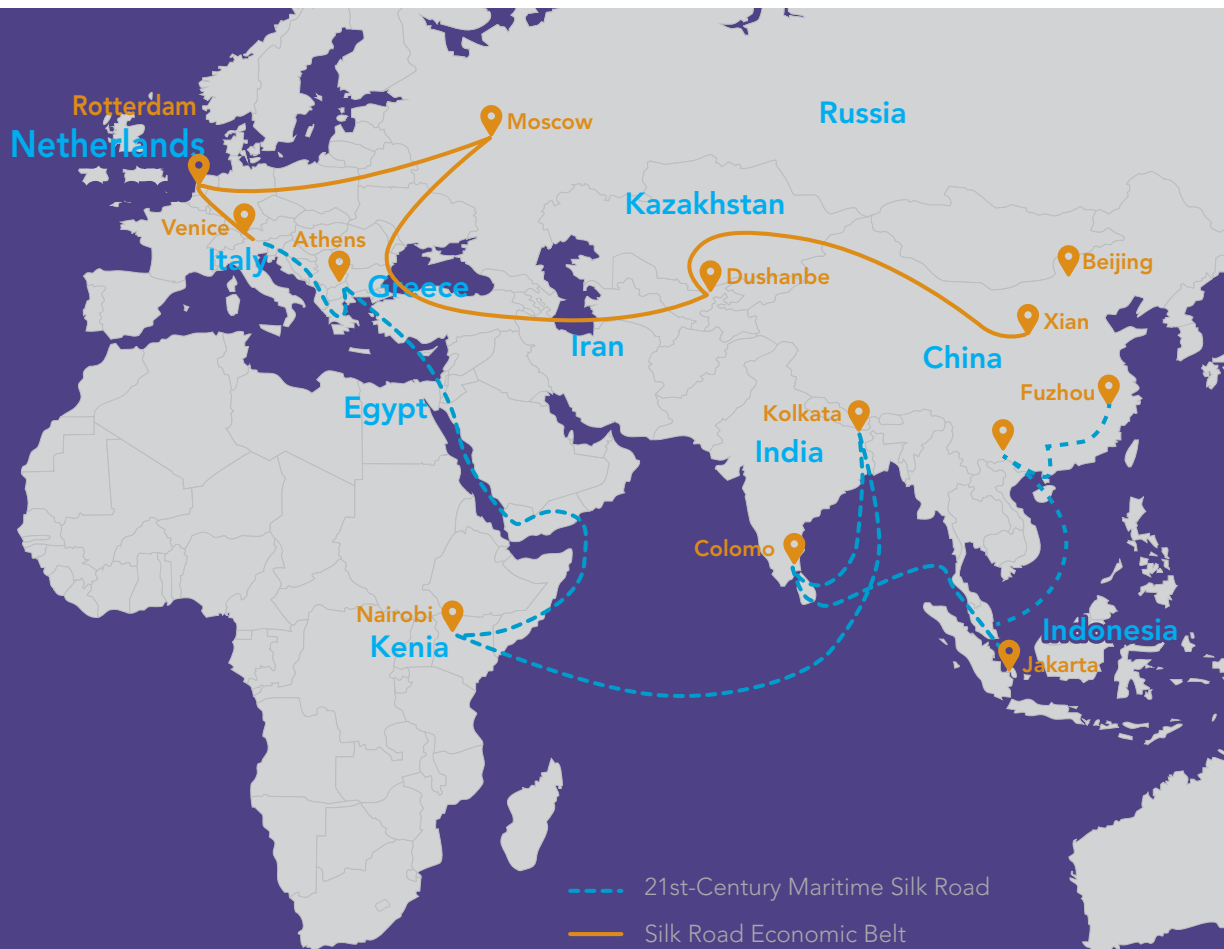 Rotterdam
Netherlands
Moscow
Russia
Kazakhstan
Venice
Athens
Italy
Greece
Dushanbe
Beijing
Xian
Iran
China
Egypt
Fuzhou
Kolkata
India
Colomo
Nairobi
Kenia
Indonesia
Jakarta
21st-Century Maritime Silk Road
Silk Road Economic Belt